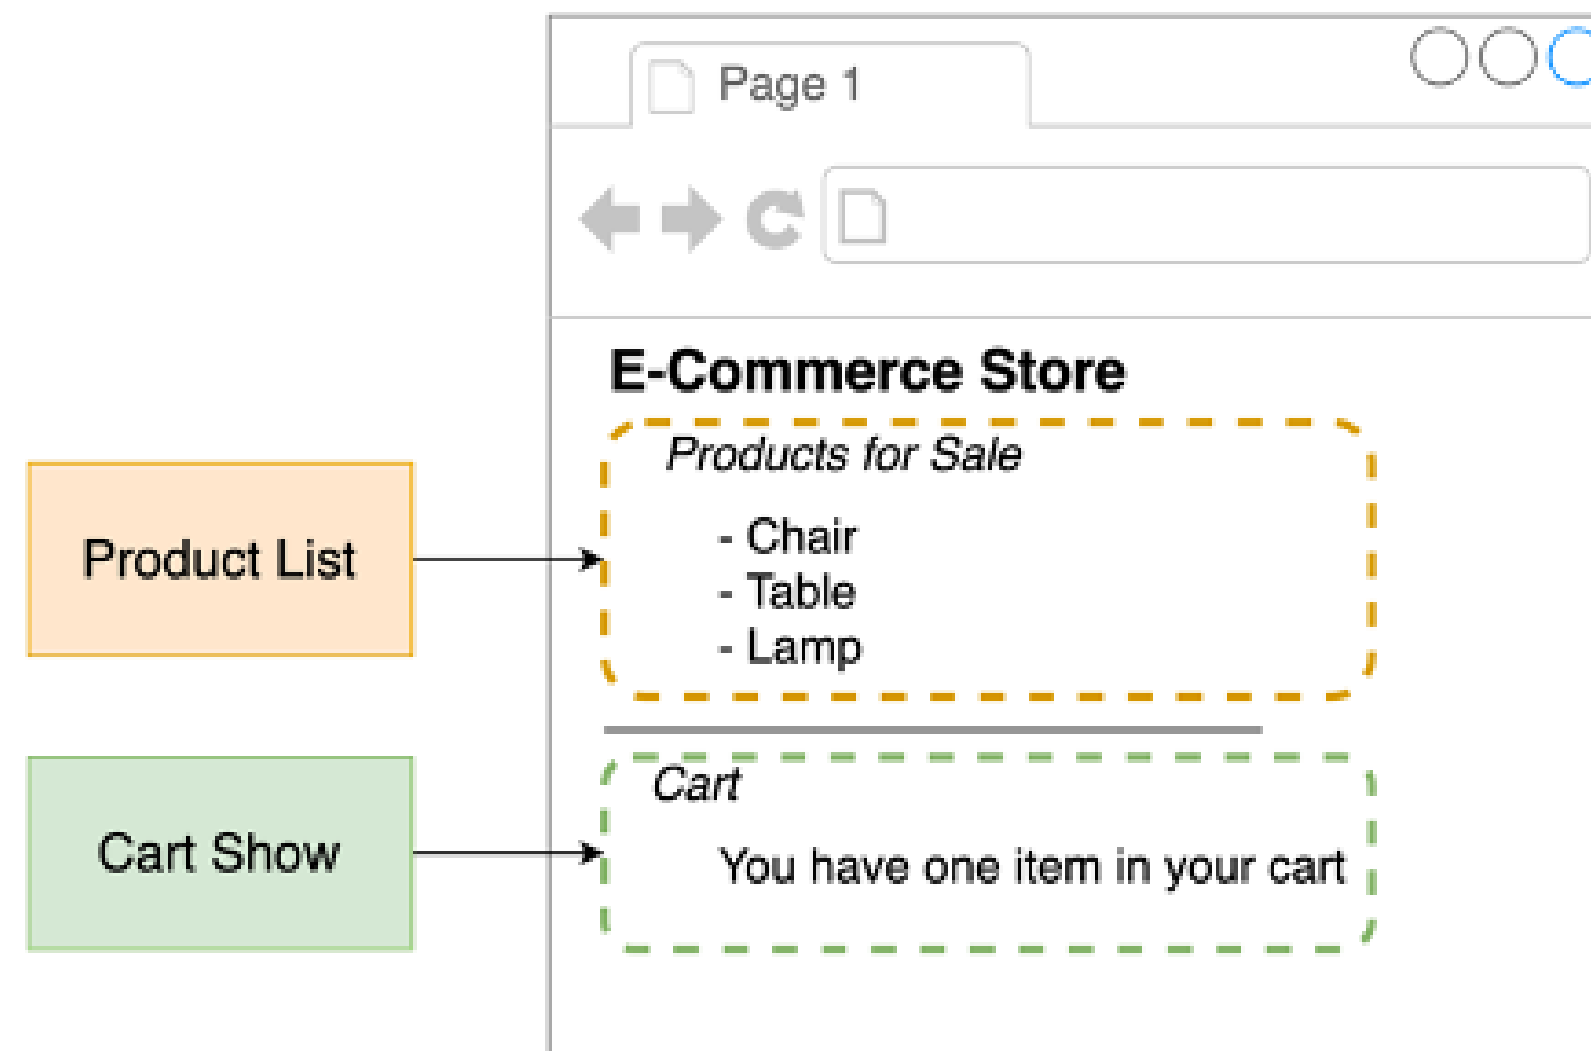 Page 1
E-Commerce Store
Products for Sale
- Chair
- Table
- Lamp
Product List
Cart
You have one item in your cart
Cart Show